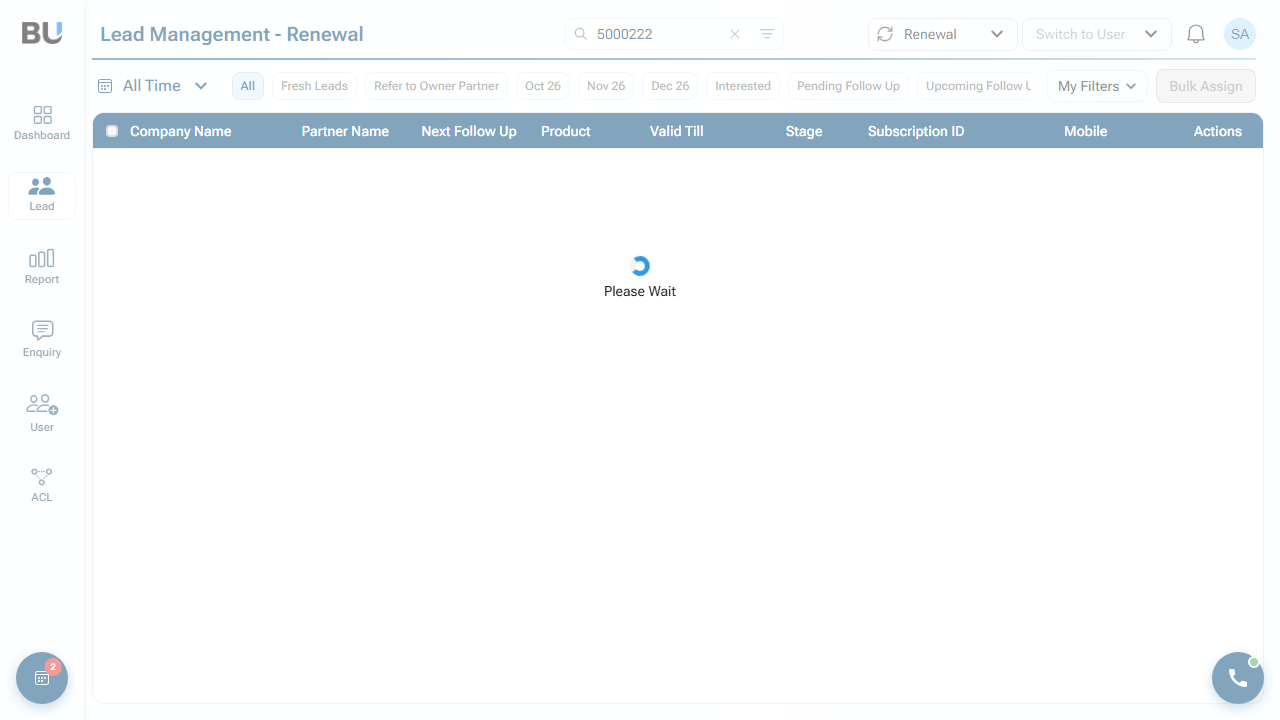 BU
Lead Management - Renewal
5000222
Renewal
Switch to User
SA
All Time
All
Fresh Leads
Refer to Owner Partner
Oct 26
Nov 26
Dec 26
Interested
Pending Follow Up
Upcoming Follow U
My Filters
Bulk Assign
Company Name
Partner Name
Next Follow Up
Product
Valid Till
Stage
Subscription ID
Mobile
Actions
Dashboard
Lead
Report
Enquiry
User
ACL
Please Wait
2